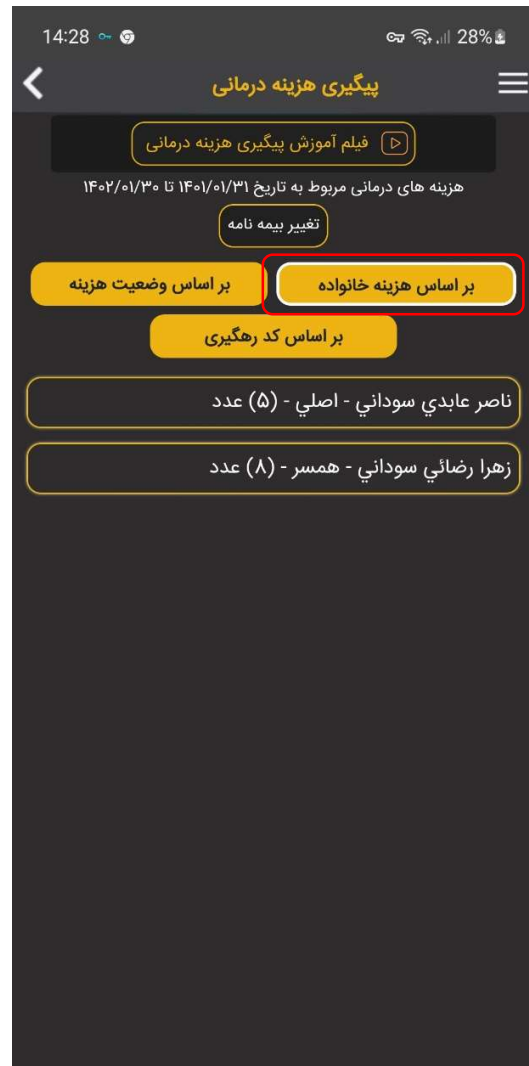 14:28 28%
پیگیری هزینه درمانی
فیلم آموزش پیگیری هزینه درمانی
هزینه های درمانی مربوط به تاریخ ۱۴۰۱/۰۱/۳۱ تا ۱۴۰۲/۰۱/۳۰
تغییر بیمه نامه
بر اساس هزینه خانواده بر اساس وضعیت هزینه
بر اساس کد رهگیری
ناصر عابدي سوداني - اصلي - (۵) عدد
زهرا رضائي سوداني - همسر - (۸) عدد